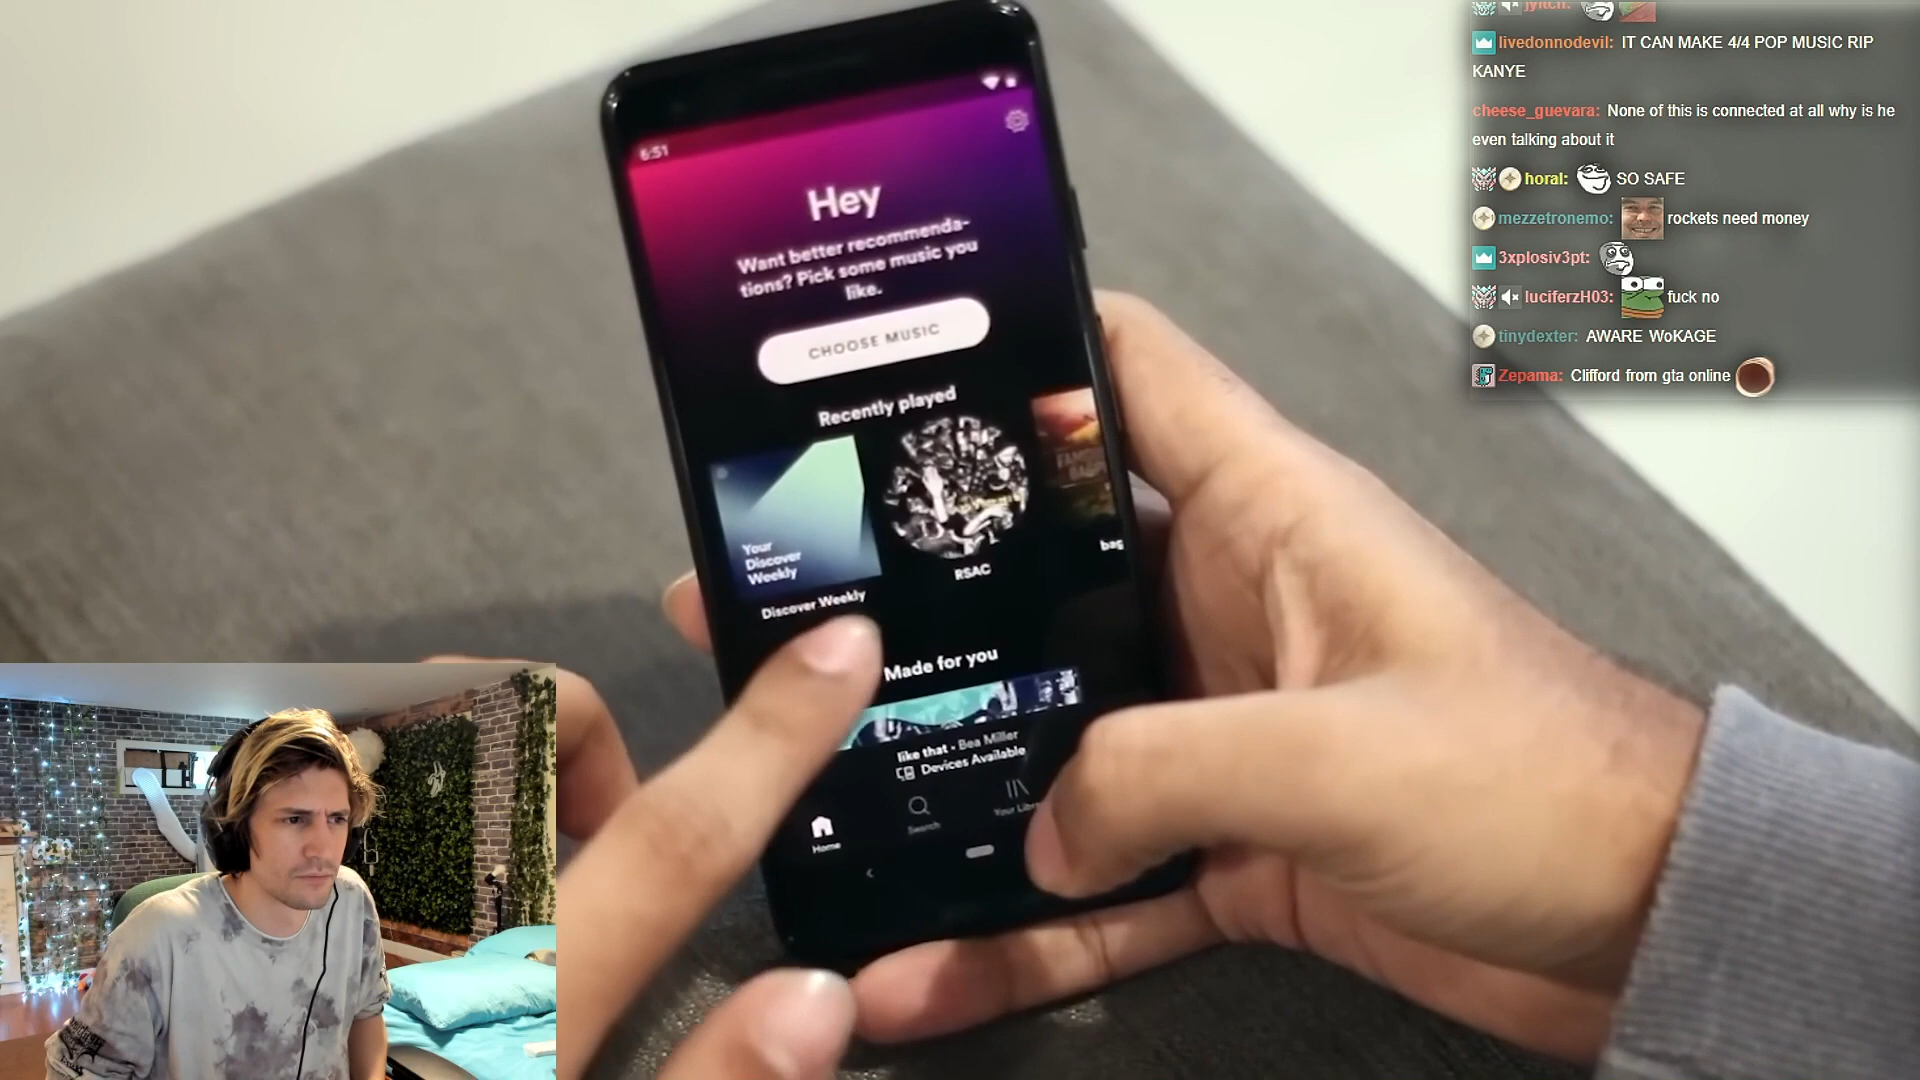 6:51
Hey
Want better recommenda-
tions? Pick some music you
like.
CHOOSE MUSIC
Recently played
Your
Discover
Weekly
Discover Weekly
RSAC
Made for you
like that • Bea Miller
Devices Available
Home
Search
livedonnodevil: IT CAN MAKE 4/4 POP MUSIC RIP
KANYE
cheese_guevara: None of this is connected at all why is he
even talking about it
horal: SO SAFE
mezzetronemo: rockets need money
3xplosiv3pt:
luciferzH03: fuck no
tinydexter: AWARE WoKAGE
Zepama: Clifford from gta online